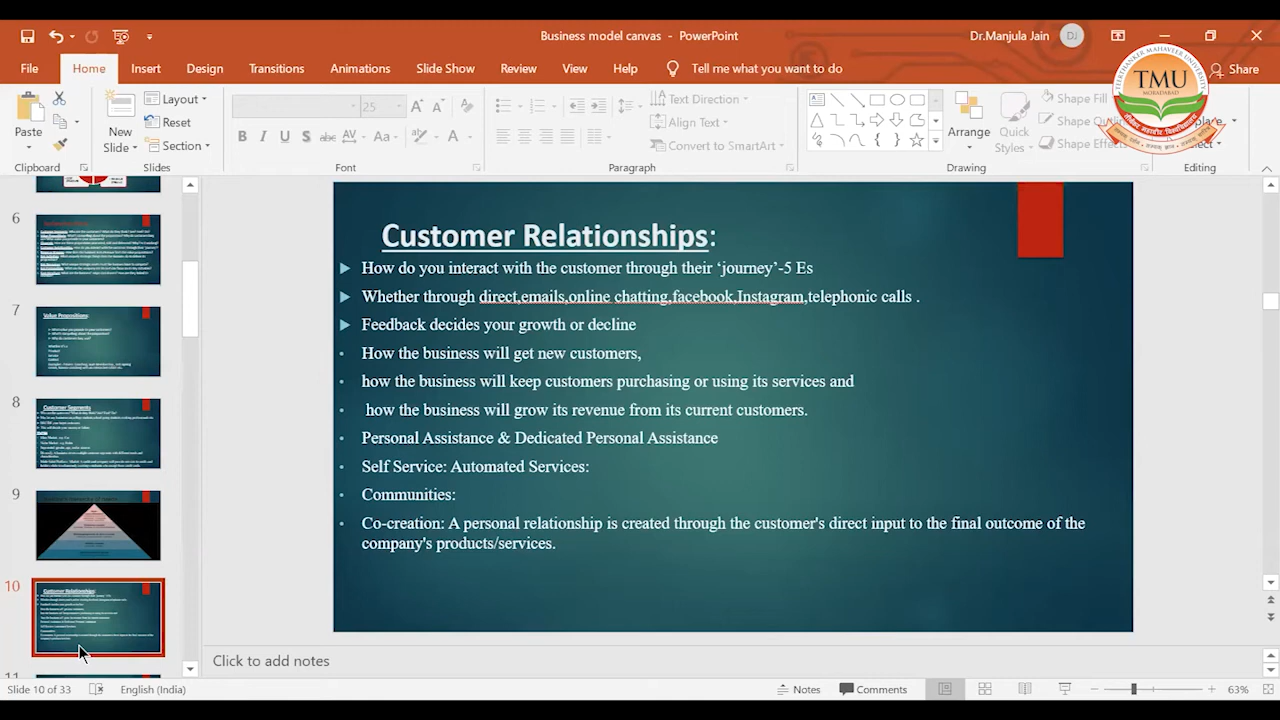 Business model canvas - PowerPoint
Dr.Manjula Jain
DJ
File
Home
Insert
Design
Transitions
Animations
Slide Show
Review
View
Help
Tell me what you want to do
Share
TEERTHANKER MAHAVEER UNIVERSITY
TMU
MORADABAD
Paste
New
Slide
Layout
Reset
Section
25
Text Direction
Align Text
Convert to SmartArt
Arrange
Quick
Styles
Shape Fill
Clipboard
Slides
Font
Paragraph
Drawing
Editing
6
7
Value Propositions:
8
Customer Segments
9
10
Customer Relationships:
11
Customer Relationships:
How do you interact with the customer through their ‘journey’-5 Es
Whether through direct,emails,online chatting,facebook,Instagram,telephonic calls .
Feedback decides your growth or decline
How the business will get new customers,
how the business will keep customers purchasing or using its services and
how the business will grow its revenue from its current customers.
Personal Assistance & Dedicated Personal Assistance
Self Service: Automated Services:
Communities:
Co-creation: A personal relationship is created through the customer's direct input to the final outcome of the
company's products/services.
Click to add notes
Slide 10 of 33
English (India)
Notes
Comments
63%